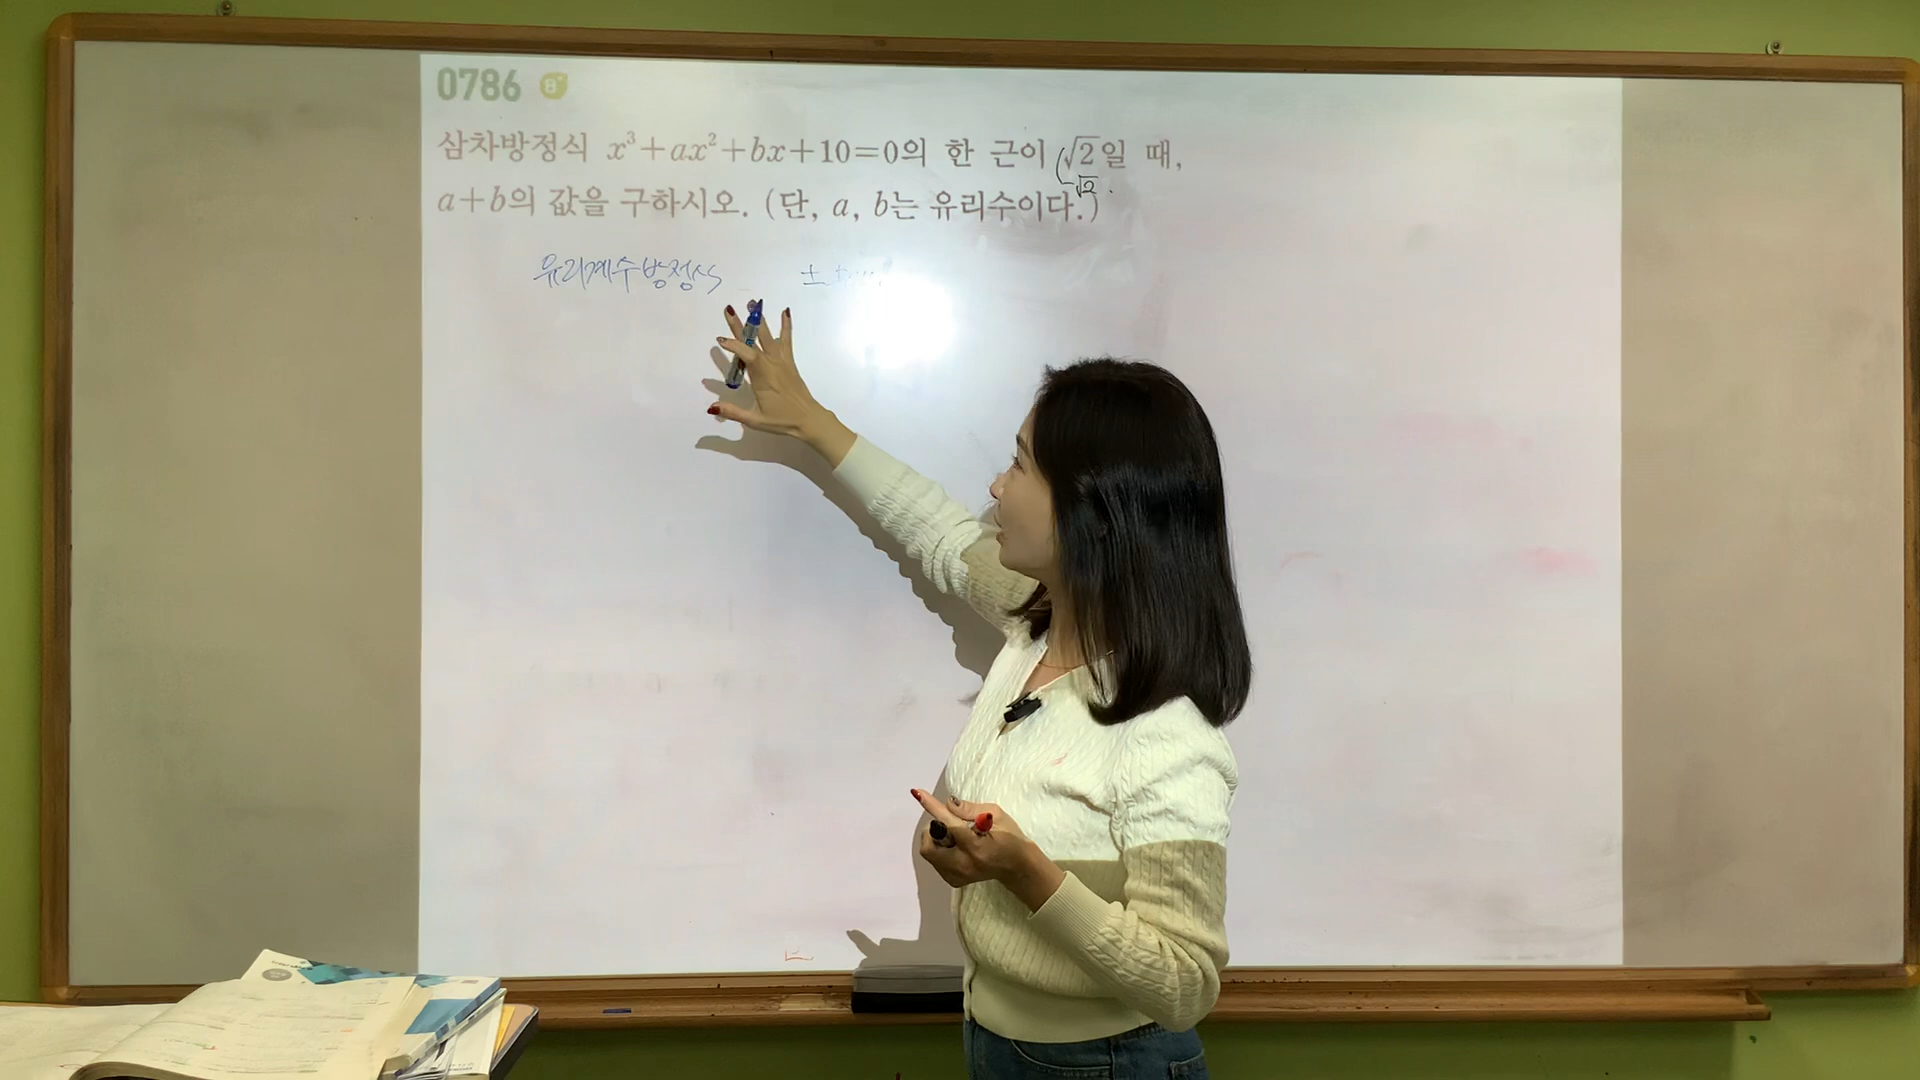 0786 B+
삼차방정식 x³+ax²+bx+10=0의 한 근이 √2일 때,
-√2.
a+b의 값을 구하시오. (단, a, b는 유리수이다.)
유리계수방정식 ±